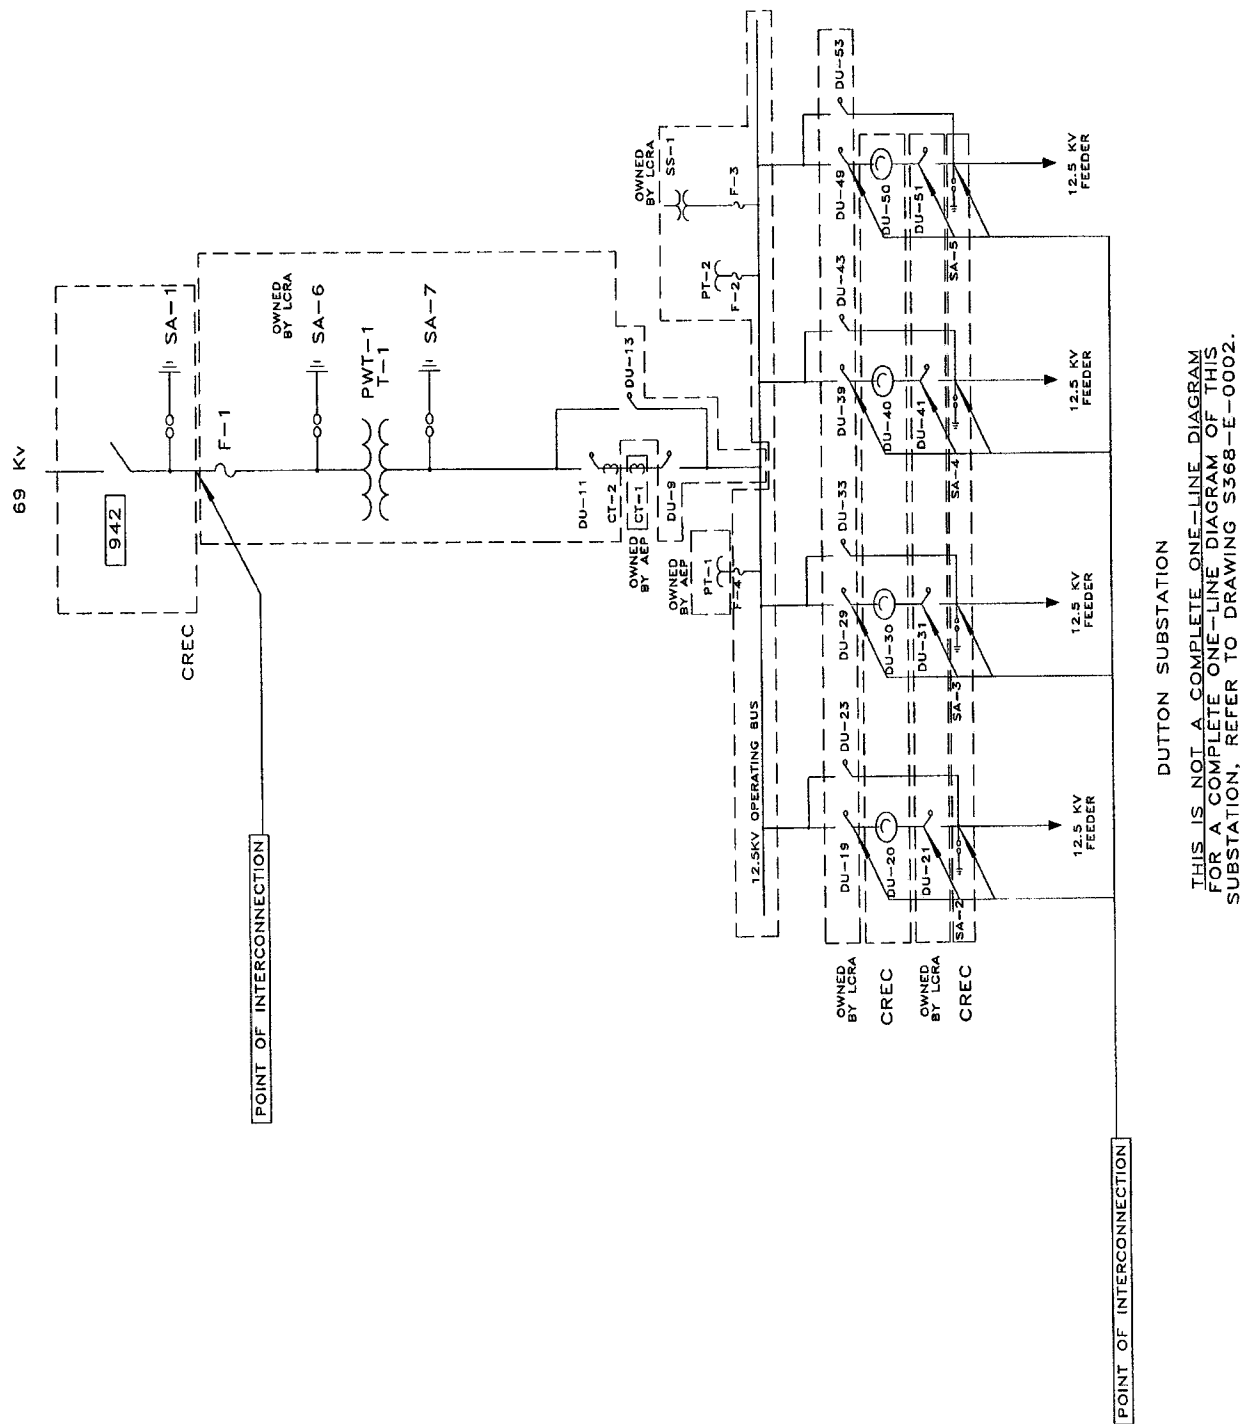 69 Kv
942
SA-1
CREC
F-1
OWNED
BY LCRA
SA-6
PWT-1
T-1
SA-7
POINT OF INTERCONNECTION
DU-13
DU-11
CT-2
CT-1
DU-9
OWNED
BY AEP
OWNED
BY AEP
PT-1
F-4
OWNED
BY LCRA
SS-1
F-3
PT-2
F-2
12.5KV OPERATING BUS
DU-23
DU-19
DU-20
DU-21
SA-2
12.5 KV
FEEDER
DU-33
DU-29
DU-30
DU-31
SA-3
12.5 KV
FEEDER
DU-43
DU-39
DU-40
DU-41
SA-4
12.5 KV
FEEDER
DU-53
DU-49
DU-50
DU-51
SA-5
12.5 KV
FEEDER
OWNED
BY LCRA
CREC
OWNED
BY LCRA
CREC
POINT OF INTERCONNECTION
DUTTON SUBSTATION
THIS IS NOT A COMPLETE ONE-LINE DIAGRAM
FOR A COMPLETE ONE-LINE DIAGRAM OF THIS
SUBSTATION, REFER TO DRAWING S368-E-0002.